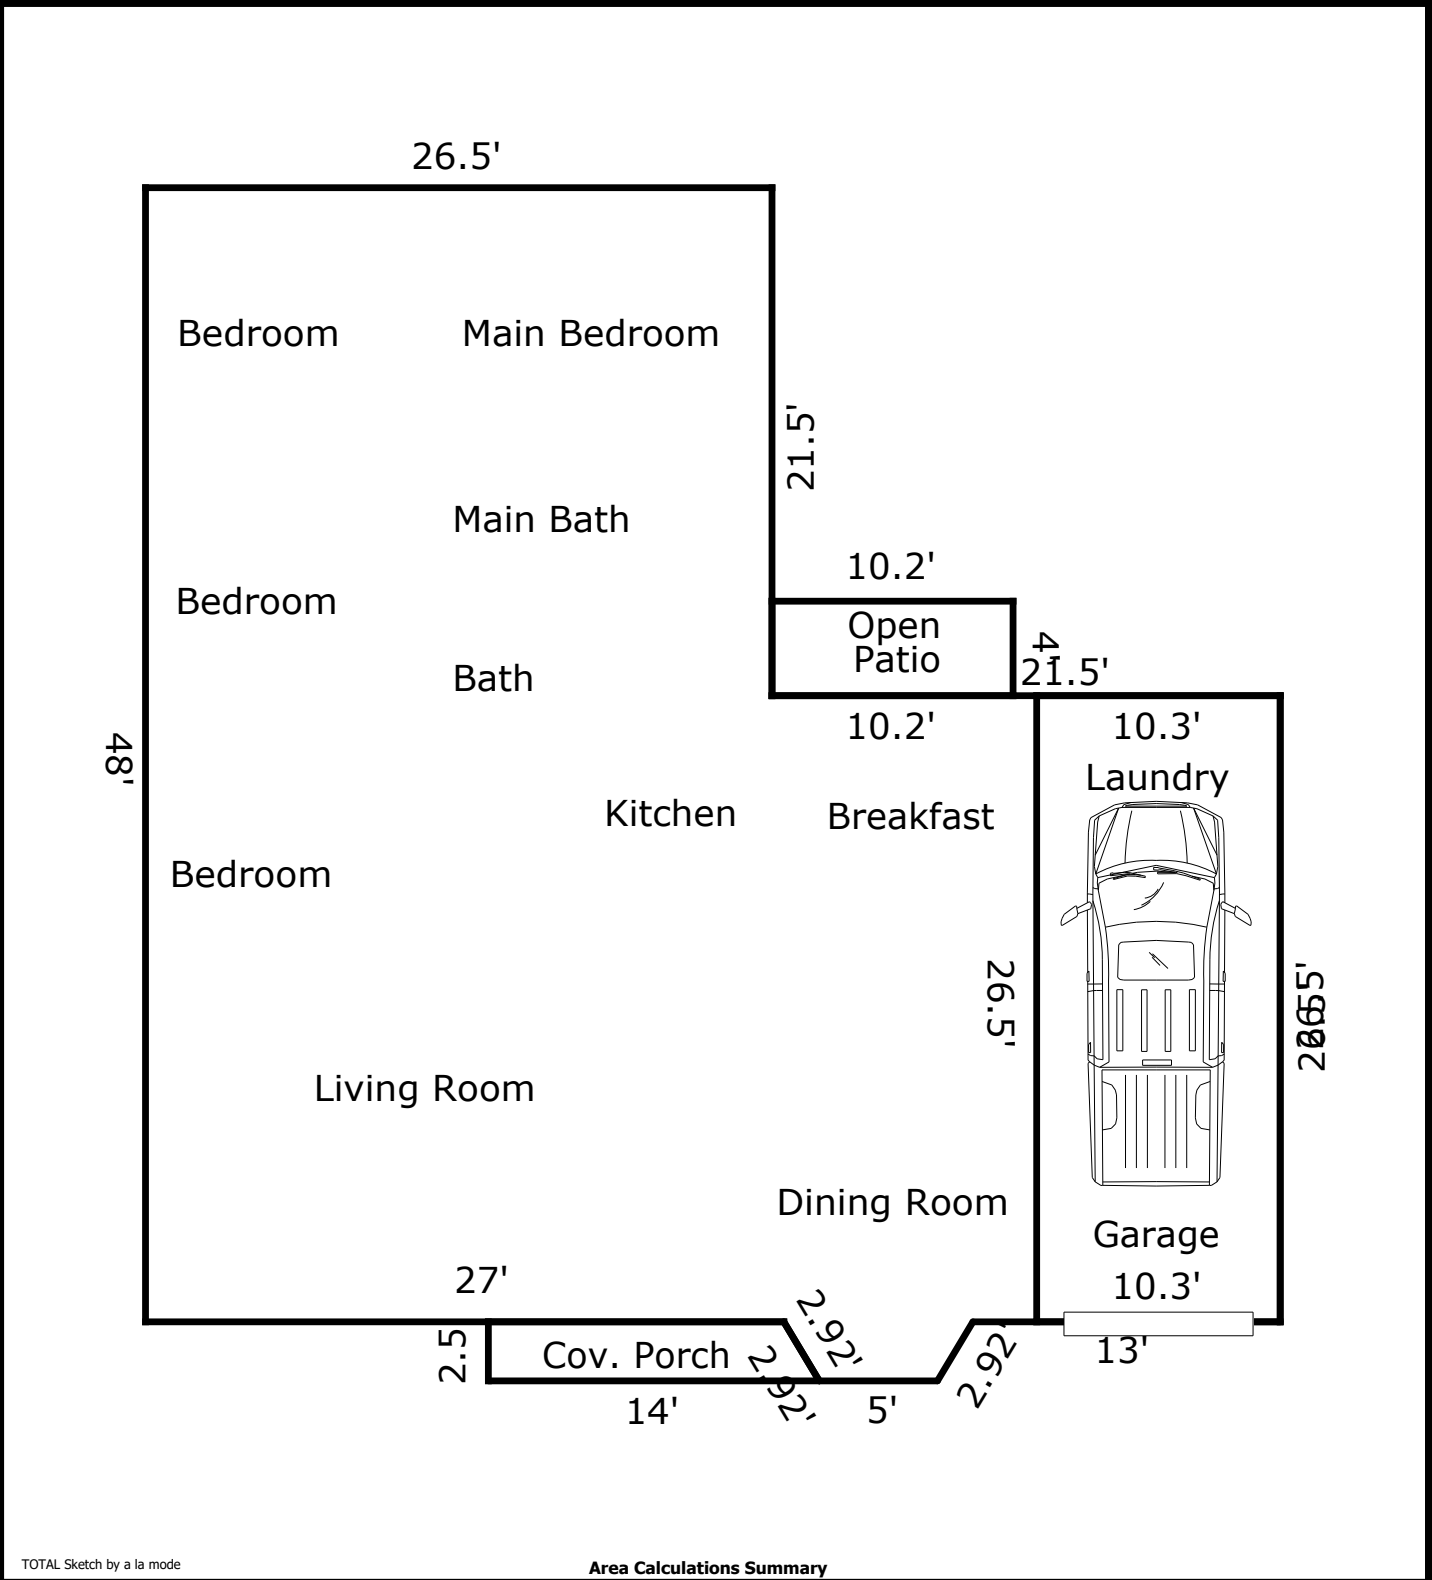 26.5'
Bedroom
Main Bedroom
21.5'
Main Bath
10.2'
Bedroom
Open
Patio
4'
21.5'
Bath
10.2'
10.3'
48'
Laundry
Kitchen
Breakfast
Bedroom
26.5'
26.5'
Living Room
Dining Room
Garage
27'
10.3'
2.92'
2.5
Cov. Porch
2.92'
2.92'
13'
14'
5'
TOTAL Sketch by a la mode
Area Calculations Summary